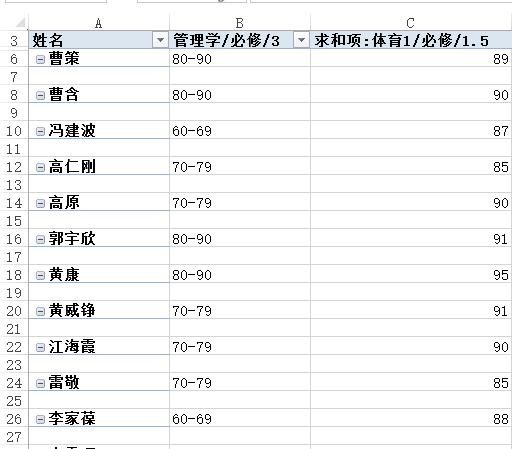 A B C
3 姓名 管理学/必修/3 求和项:体育1/必修/1.5
6 曹策 80-90 89
7
8 曹含 80-90 90
9
10 冯建波 60-69 87
11
12 高仁刚 70-79 85
13
14 高原 70-79 90
15
16 郭宇欣 80-90 91
17
18 黄康 80-90 95
19
20 黄威铮 70-79 91
21
22 江海霞 70-79 90
23
24 雷敬 70-79 85
25
26 李家葆 60-69 88
27